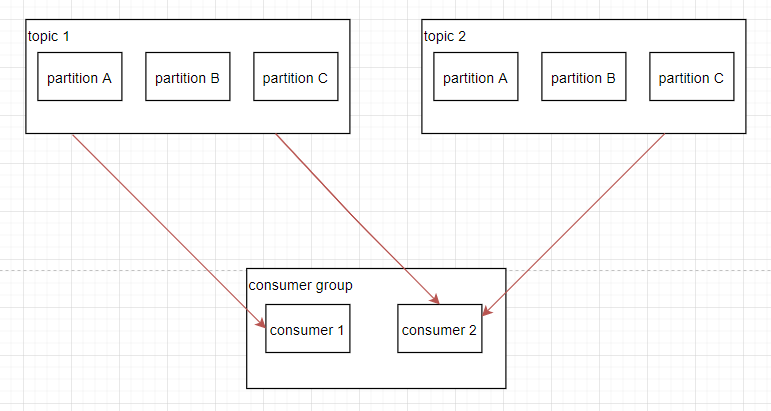 topic 1
partition A
partition B
partition C
topic 2
partition A
partition B
partition C
consumer group
consumer 1
consumer 2